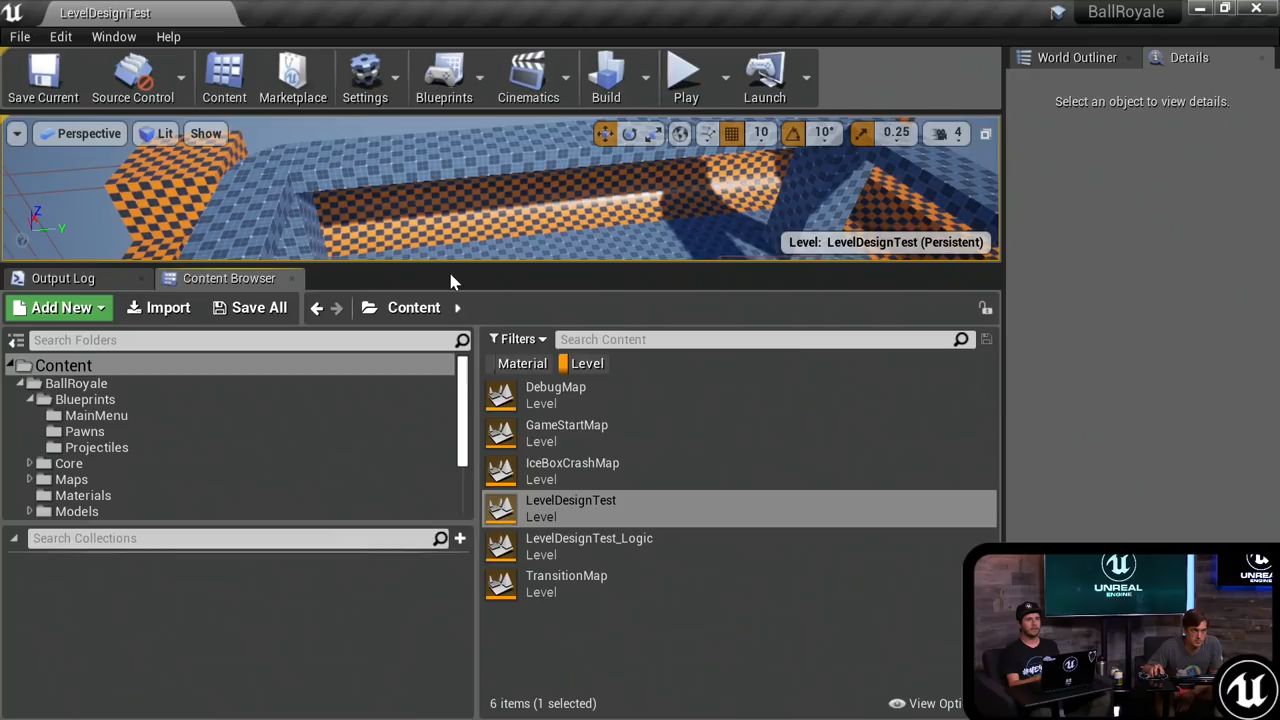 LevelDesignTest
BallRoyale
File Edit Window Help
Save Current Source Control Content Marketplace Settings Blueprints Cinematics Build Play Launch
World Outliner Details
Select an object to view details.
Perspective Lit Show 10 10° 0.25 4
Z
X Y
Level: LevelDesignTest (Persistent)
Output Log Content Browser
Add New Import Save All Content
Search Folders
Filters Search Content
Content
BallRoyale
Blueprints
MainMenu
Pawns
Projectiles
Core
Maps
Materials
Models
Material Level
DebugMap
Level
GameStartMap
Level
IceBoxCrashMap
Level
LevelDesignTest
Level
LevelDesignTest_Logic
Level
TransitionMap
Level
Search Collections
6 items (1 selected)
View Opti
UNREAL
ENGINE
UNRE